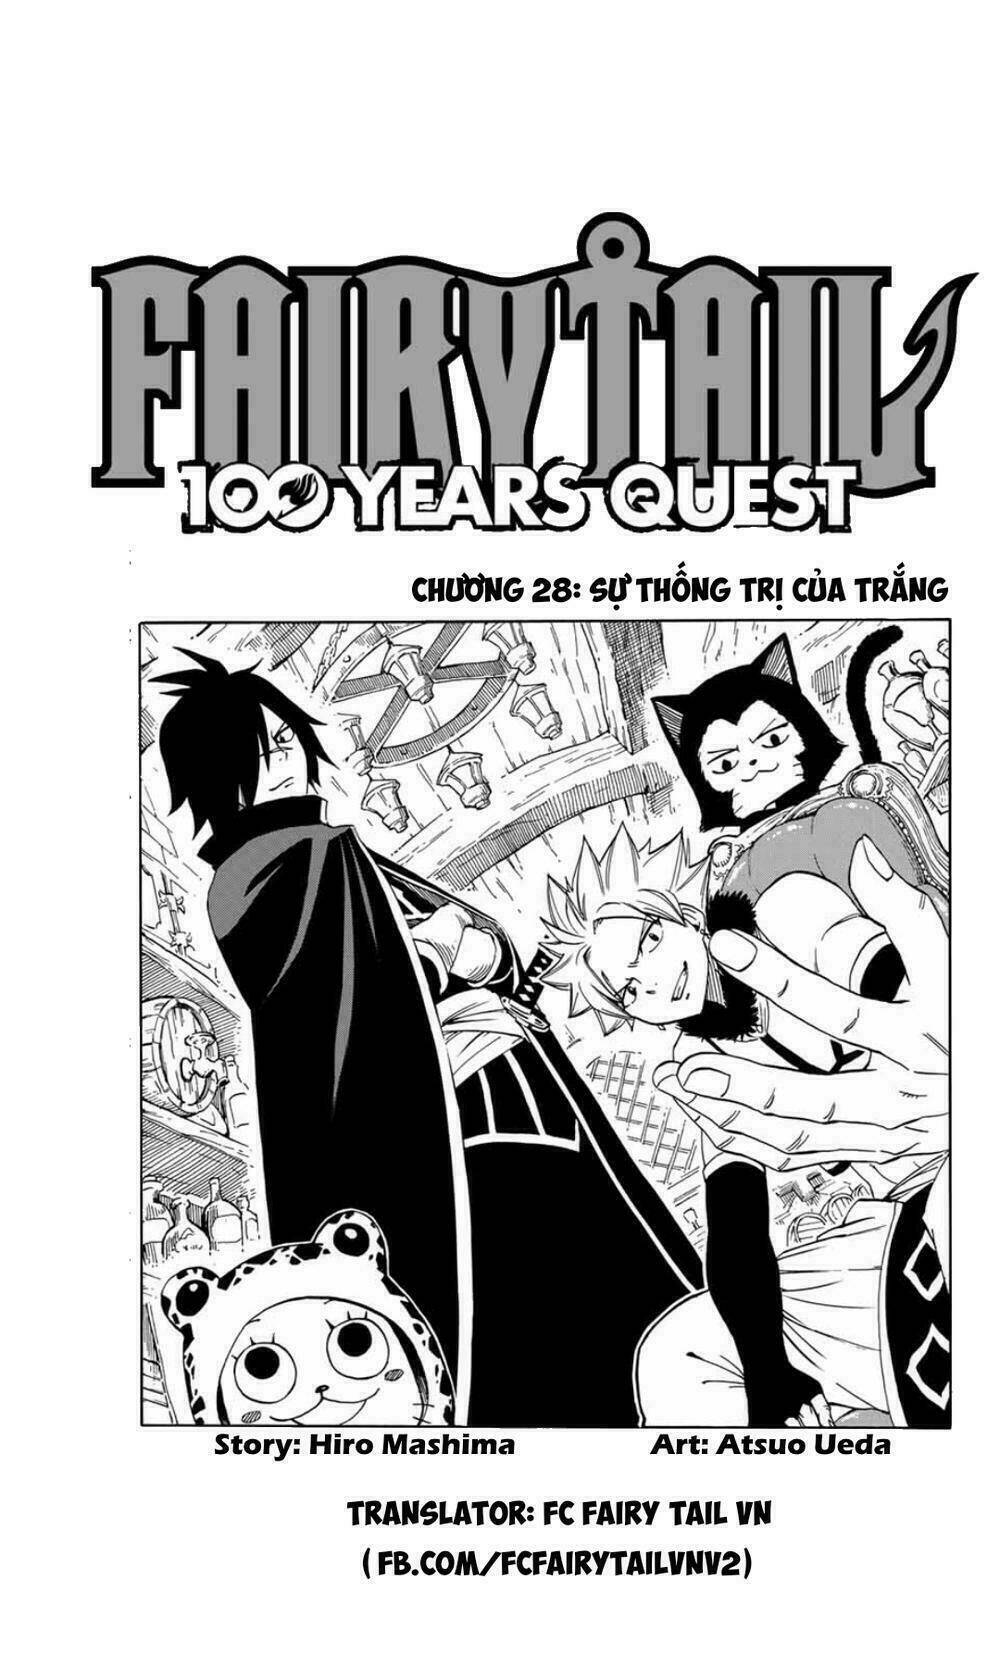 FAIRY TAIL
100 YEARS QUEST
CHƯƠNG 28: SỰ THỐNG TRỊ CỦA TRẮNG
Story: Hiro Mashima Art: Atsuo Ueda
TRANSLATOR: FC FAIRY TAIL VN
( FB.COM/FCFAIRYTAILVNV2)